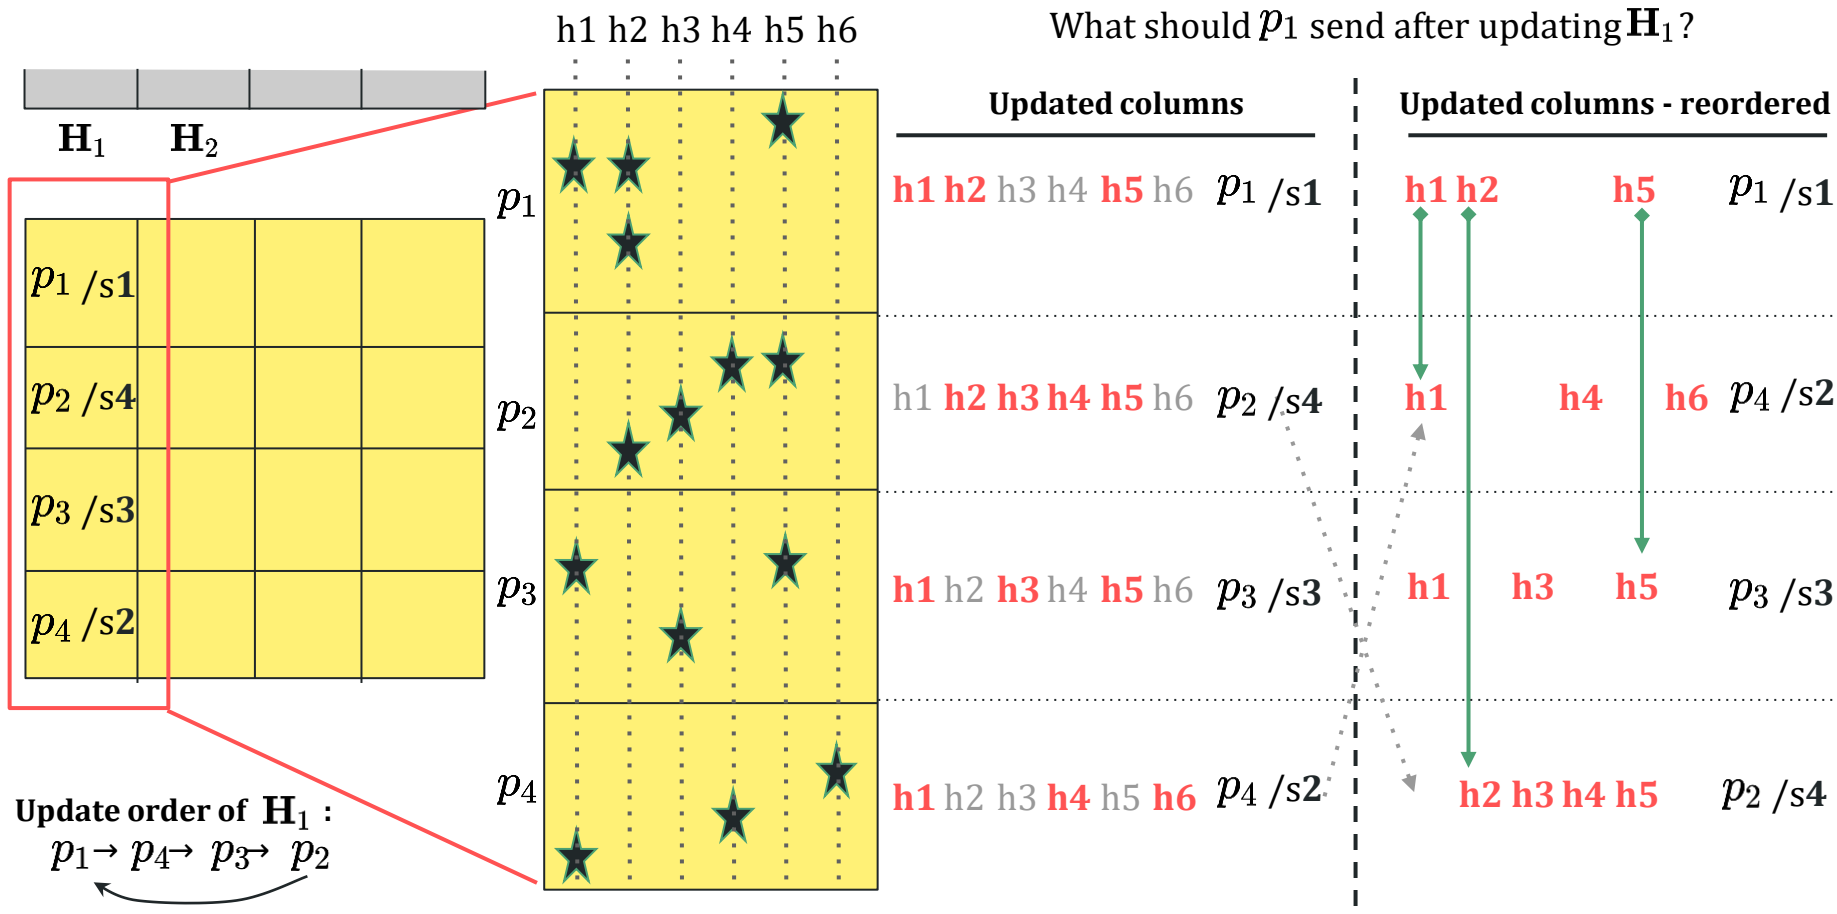 What should p₁ send after updating H₁?
h1 h2 h3 h4 h5 h6
Updated columns
Updated columns - reordered
H₁ H₂
p₁ /s1
p₂ /s4
p₃ /s3
p₄ /s2
Update order of H₁ :
p₁→ p₄→ p₃→ p₂
p₁
p₂
p₃
p₄
h1 h2 h3 h4 h5 h6 p₁ /s1
h1 h2 h3 h4 h5 h6 p₂ /s4
h1 h2 h3 h4 h5 h6 p₃ /s3
h1 h2 h3 h4 h5 h6 p₄ /s2
h1 h2 h5 p₁ /s1
h1 h4 h6 p₄ /s2
h1 h3 h5 p₃ /s3
h2 h3 h4 h5 p₂ /s4